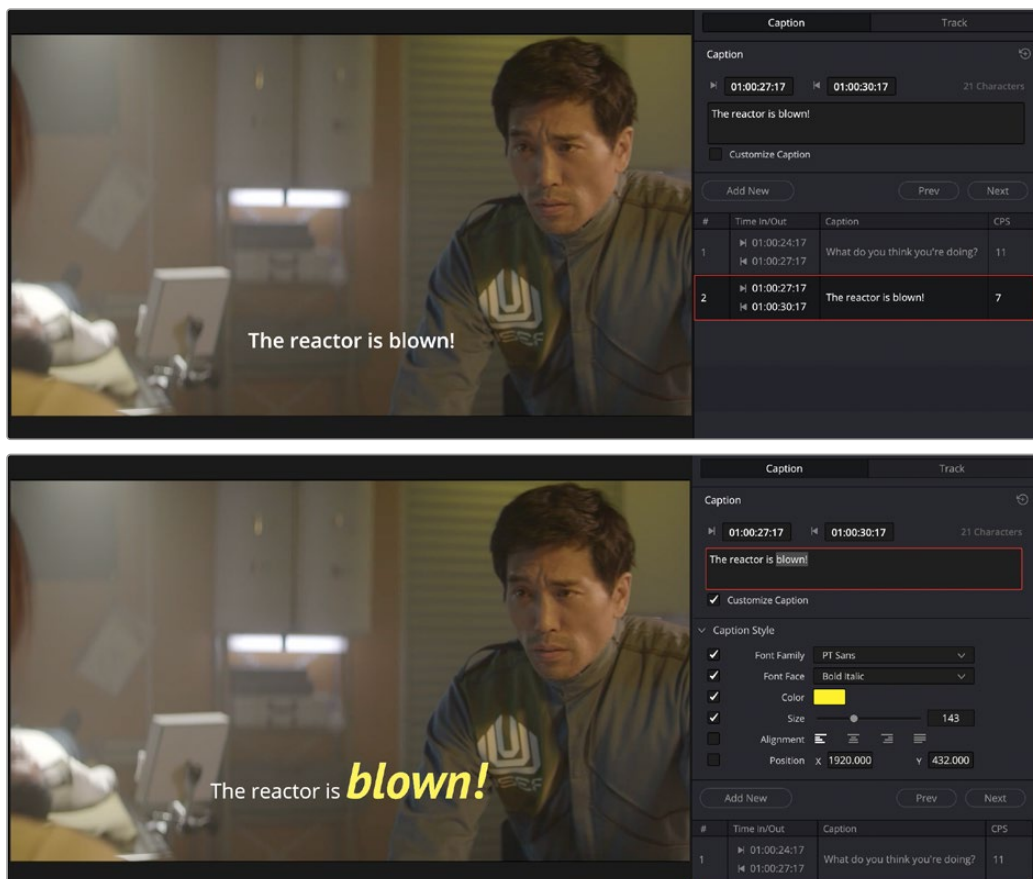 Caption Track
Caption
01:00:27:17 01:00:30:17 21 Characters
The reactor is blown!
Customize Caption
Add New Prev Next
# Time In/Out Caption CPS
1 01:00:24:17 01:00:27:17 What do you think you're doing? 11
2 01:00:27:17 01:00:30:17 The reactor is blown! 7
The reactor is blown!
Caption Track
Caption
01:00:27:17 01:00:30:17 21 Characters
The reactor is blown!
Customize Caption
Caption Style
Font Family PT Sans
Font Face Bold Italic
Color
Size 143
Alignment
Position X 1920.000 Y 432.000
Add New Prev Next
# Time In/Out Caption CPS
1 01:00:24:17 01:00:27:17 What do you think you're doing? 11
The reactor is blown!